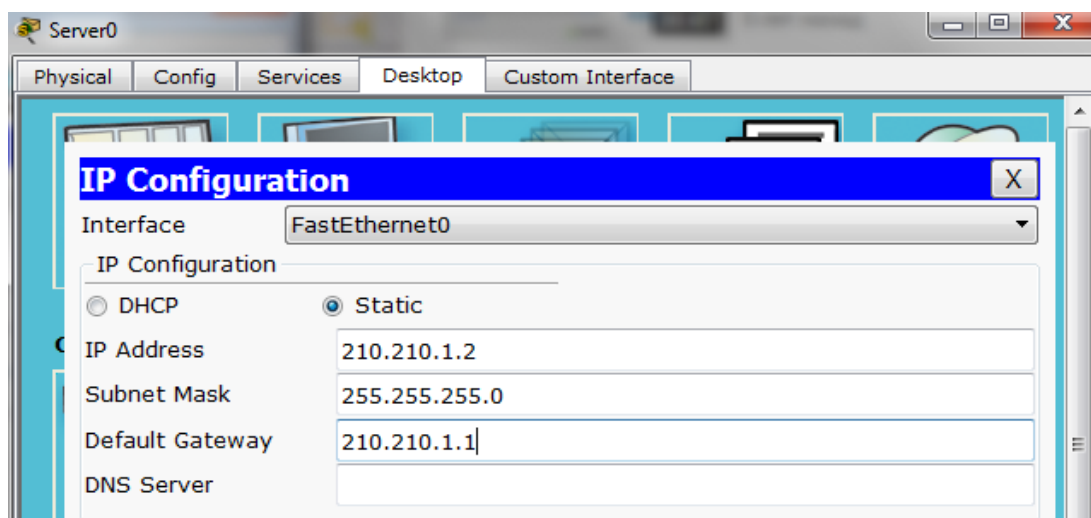 Server0
Physical Config Services Desktop Custom Interface
IP Configuration X
Interface FastEthernet0
IP Configuration
DHCP Static
IP Address 210.210.1.2
Subnet Mask 255.255.255.0
Default Gateway 210.210.1.1
DNS Server